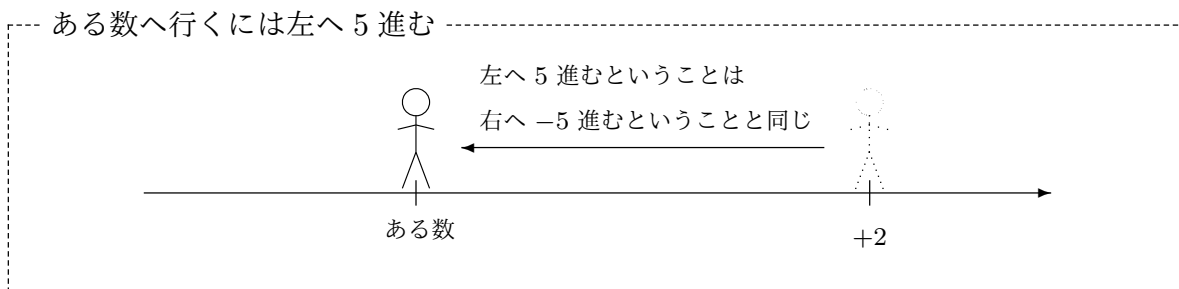 ある数へ行くには左へ 5 進む
左へ 5 進むということは
右へ −5 進むということと同じ
ある数
+2